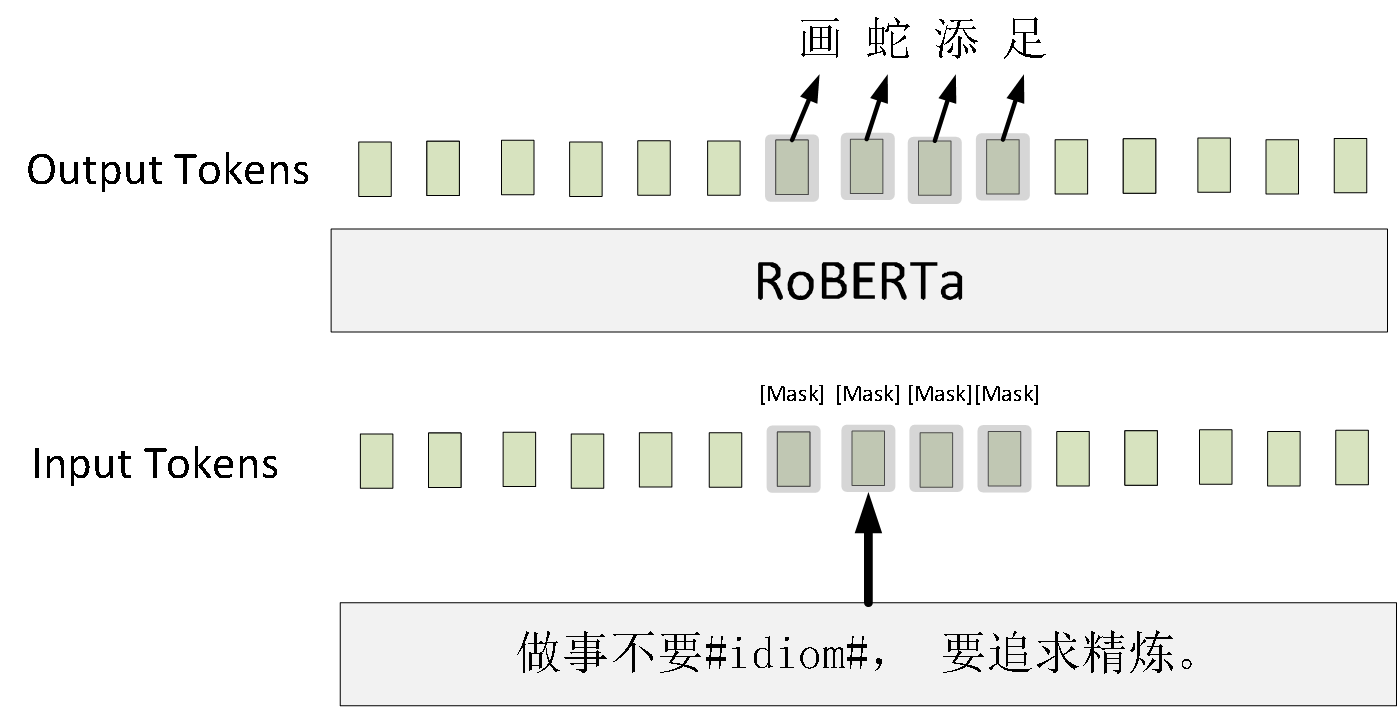 画 蛇 添 足
Output Tokens
RoBERTa
[Mask] [Mask] [Mask] [Mask]
Input Tokens
做事不要#idiom#， 要追求精炼。